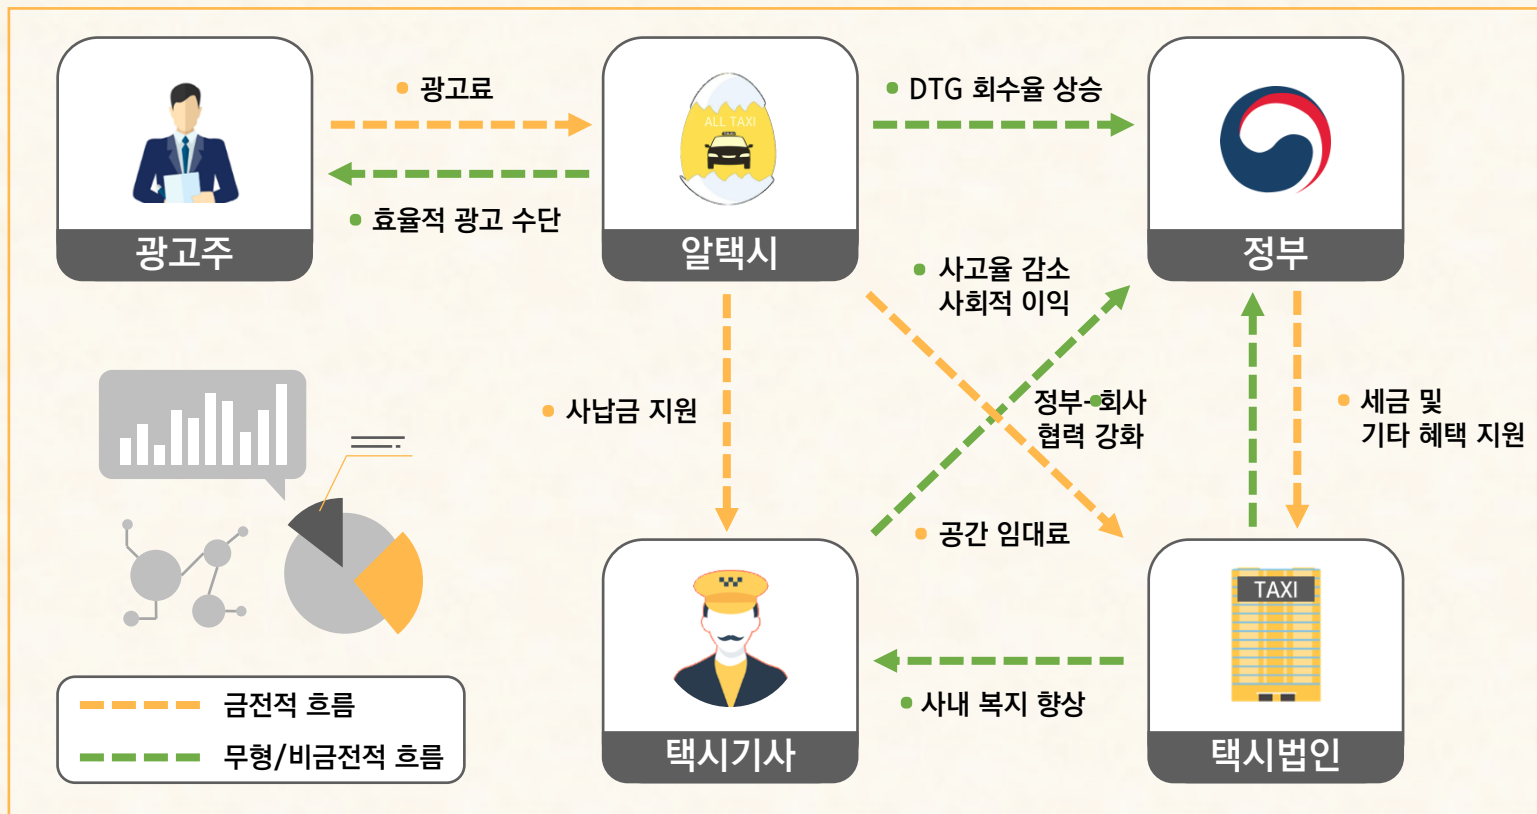 광고료
DTG 회수율 상승
ALL TAXI
TAXI
효율적 광고 수단
광고주
알택시
정부
사고율 감소
사회적 이익
사납금 지원
정부-회사
협력 강화
세금 및
기타 혜택 지원
공간 임대료
TAXI
사내 복지 향상
금전적 흐름
무형/비금전적 흐름
택시기사
택시법인